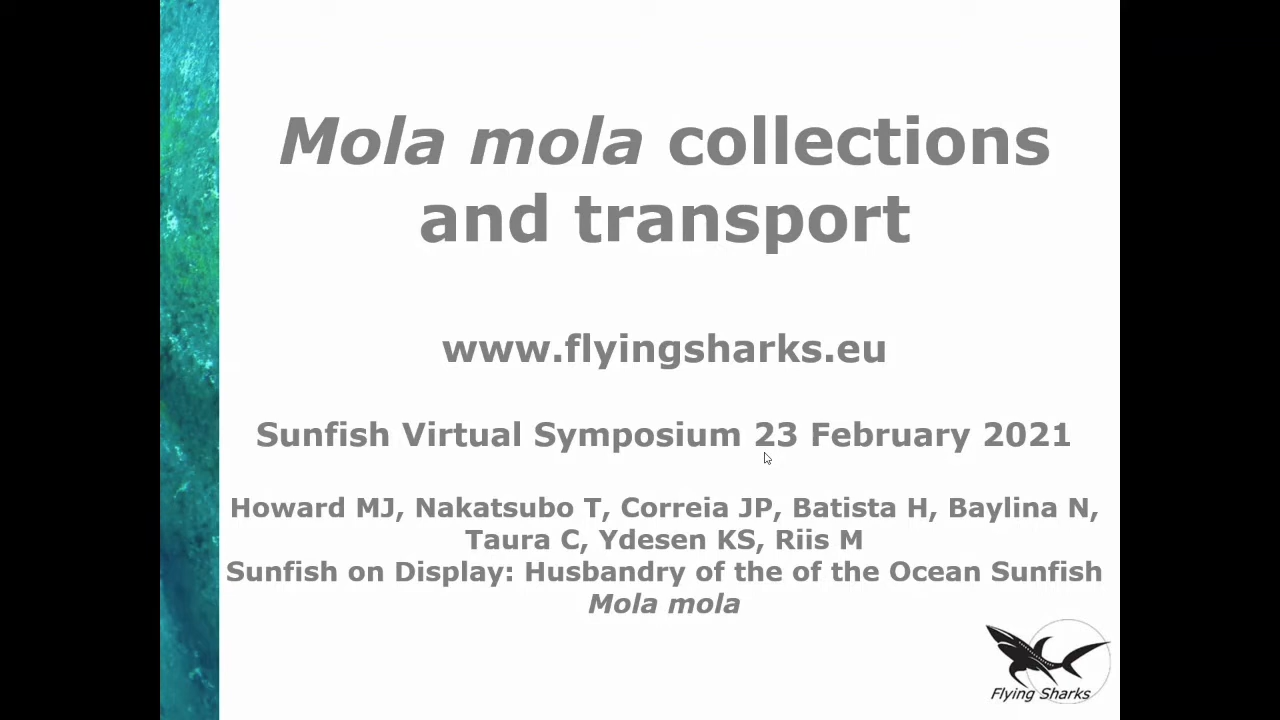 Mola mola collections
and transport
www.flyingsharks.eu
Sunfish Virtual Symposium 23 February 2021
Howard MJ, Nakatsubo T, Correia JP, Batista H, Baylina N,
Taura C, Ydesen KS, Riis M
Sunfish on Display: Husbandry of the of the Ocean Sunfish
Mola mola
Flying Sharks